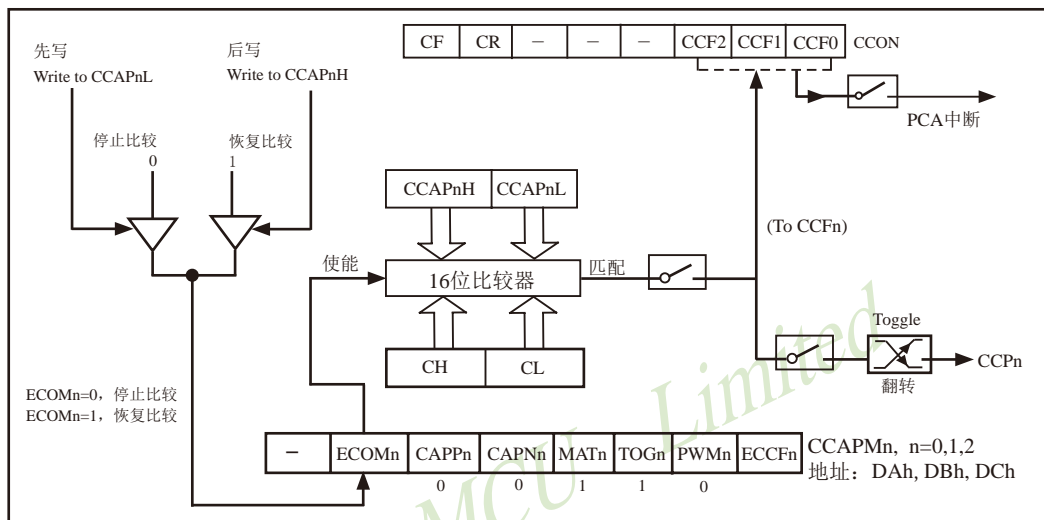 CF CR － － － CCF2 CCF1 CCF0 CCON
先写
Write to CCAPnL
后写
Write to CCAPnH
PCA中断
停止比较
0
恢复比较
1
CCAPnH CCAPnL
(To CCFn)
使能
16位比较器
匹配
Toggle
CH CL
CCPn
翻转
ECOMn=0，停止比较
ECOMn=1，恢复比较
－ ECOMn CAPPn CAPNn MATn TOGn PWMn ECCFn
CCAPMn, n=0,1,2
地址：DAh, DBh, DCh
0 0 1 1 0
MCU Limited